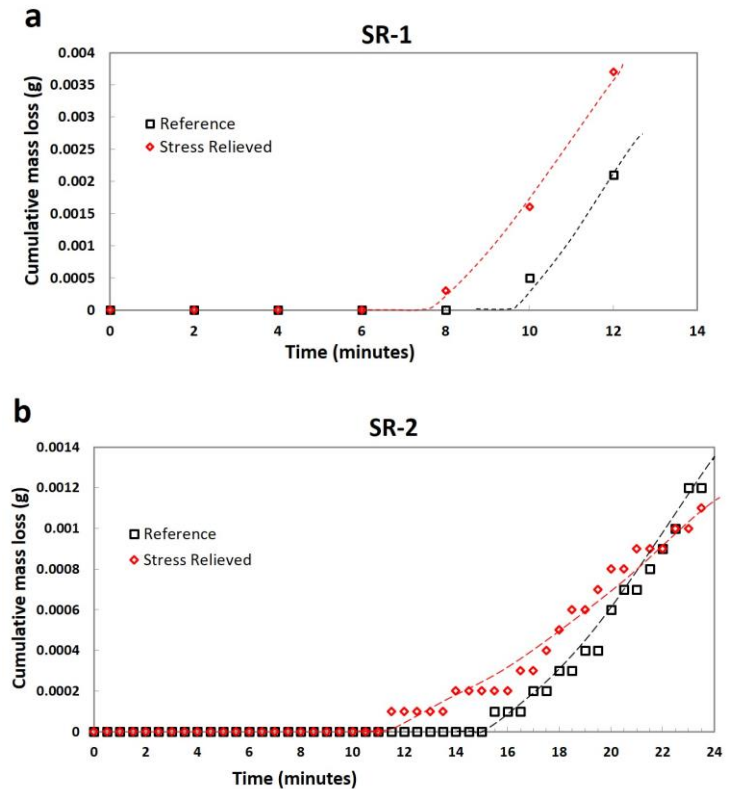 a
SR-1
Cumulative mass loss (g)
0.004
0.0035
0.003
0.0025
0.002
0.0015
0.001
0.0005
0
Reference
Stress Relieved
0 2 4 6 8 10 12 14
Time (minutes)
b
SR-2
Cumulative mass loss (g)
0.0014
0.0012
0.001
0.0008
0.0006
0.0004
0.0002
0
Reference
Stress Relieved
0 2 4 6 8 10 12 14 16 18 20 22 24
Time (minutes)